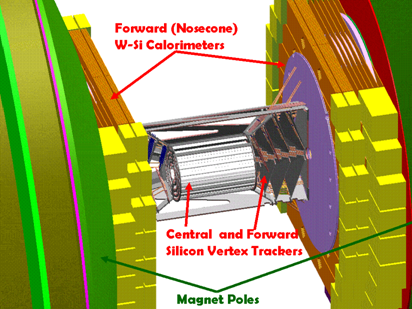 Forward (Nosecone)
W-Si Calorimeters
Central and Forward
Silicon Vertex Trackers
Magnet Poles